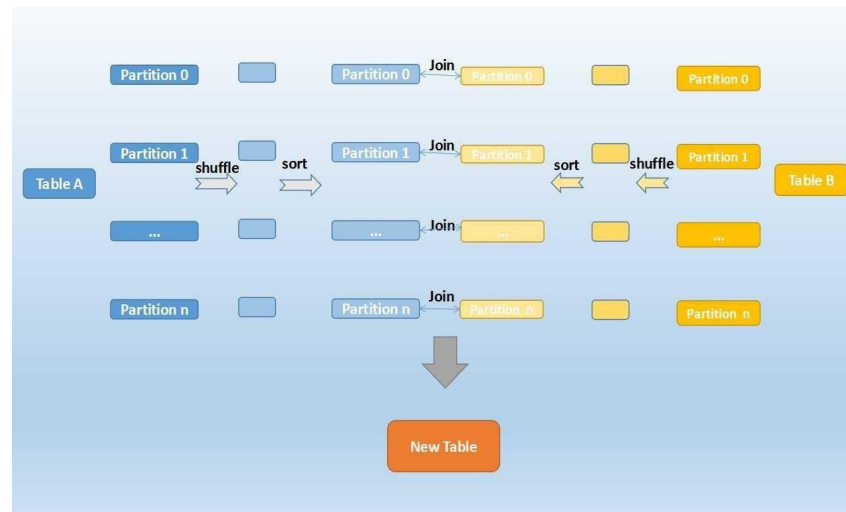 Partition 0
Partition 0
Join
Partition 0
Partition 0
Partition 1
Partition 1
Join
Partition 1
Partition 1
shuffle
sort
sort
shuffle
Table A
Table B
...
...
Join
...
...
Partition n
Partition n
Join
Partition n
Partition n
New Table